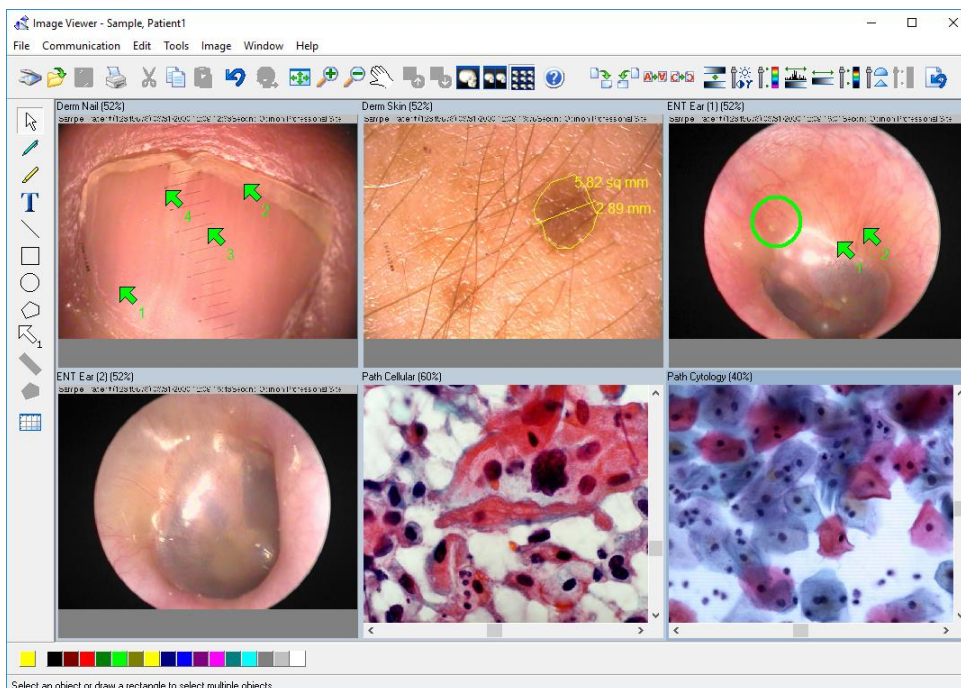 Image Viewer - Sample, Patient1
File Communication Edit Tools Image Window Help
Derm Nail (52%)
Derm Skin (52%)
ENT Ear (1) (52%)
4
2
3
1
5.82 sq mm
2.89 mm
1
2
T
1
ENT Ear (2) (52%)
Path Cellular (60%)
Path Cytology (40%)
Select an object or draw a rectangle to select multiple objects